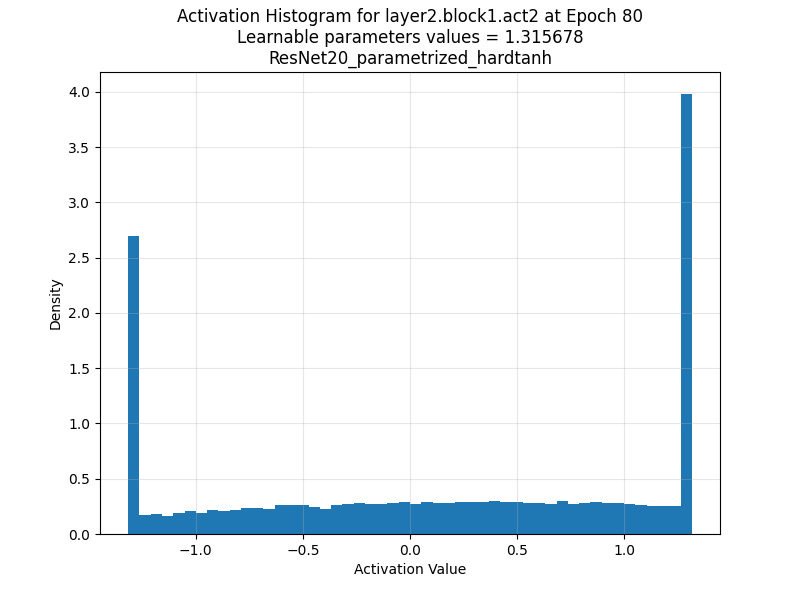 Activation Histogram for layer2.block1.act2 at Epoch 80
Learnable parameters values = 1.315678
ResNet20_parametrized_hardtanh
4.0
3.5
3.0
2.5
2.0
1.5
1.0
0.5
0.0
Density
−1.0 −0.5 0.0 0.5 1.0
Activation Value